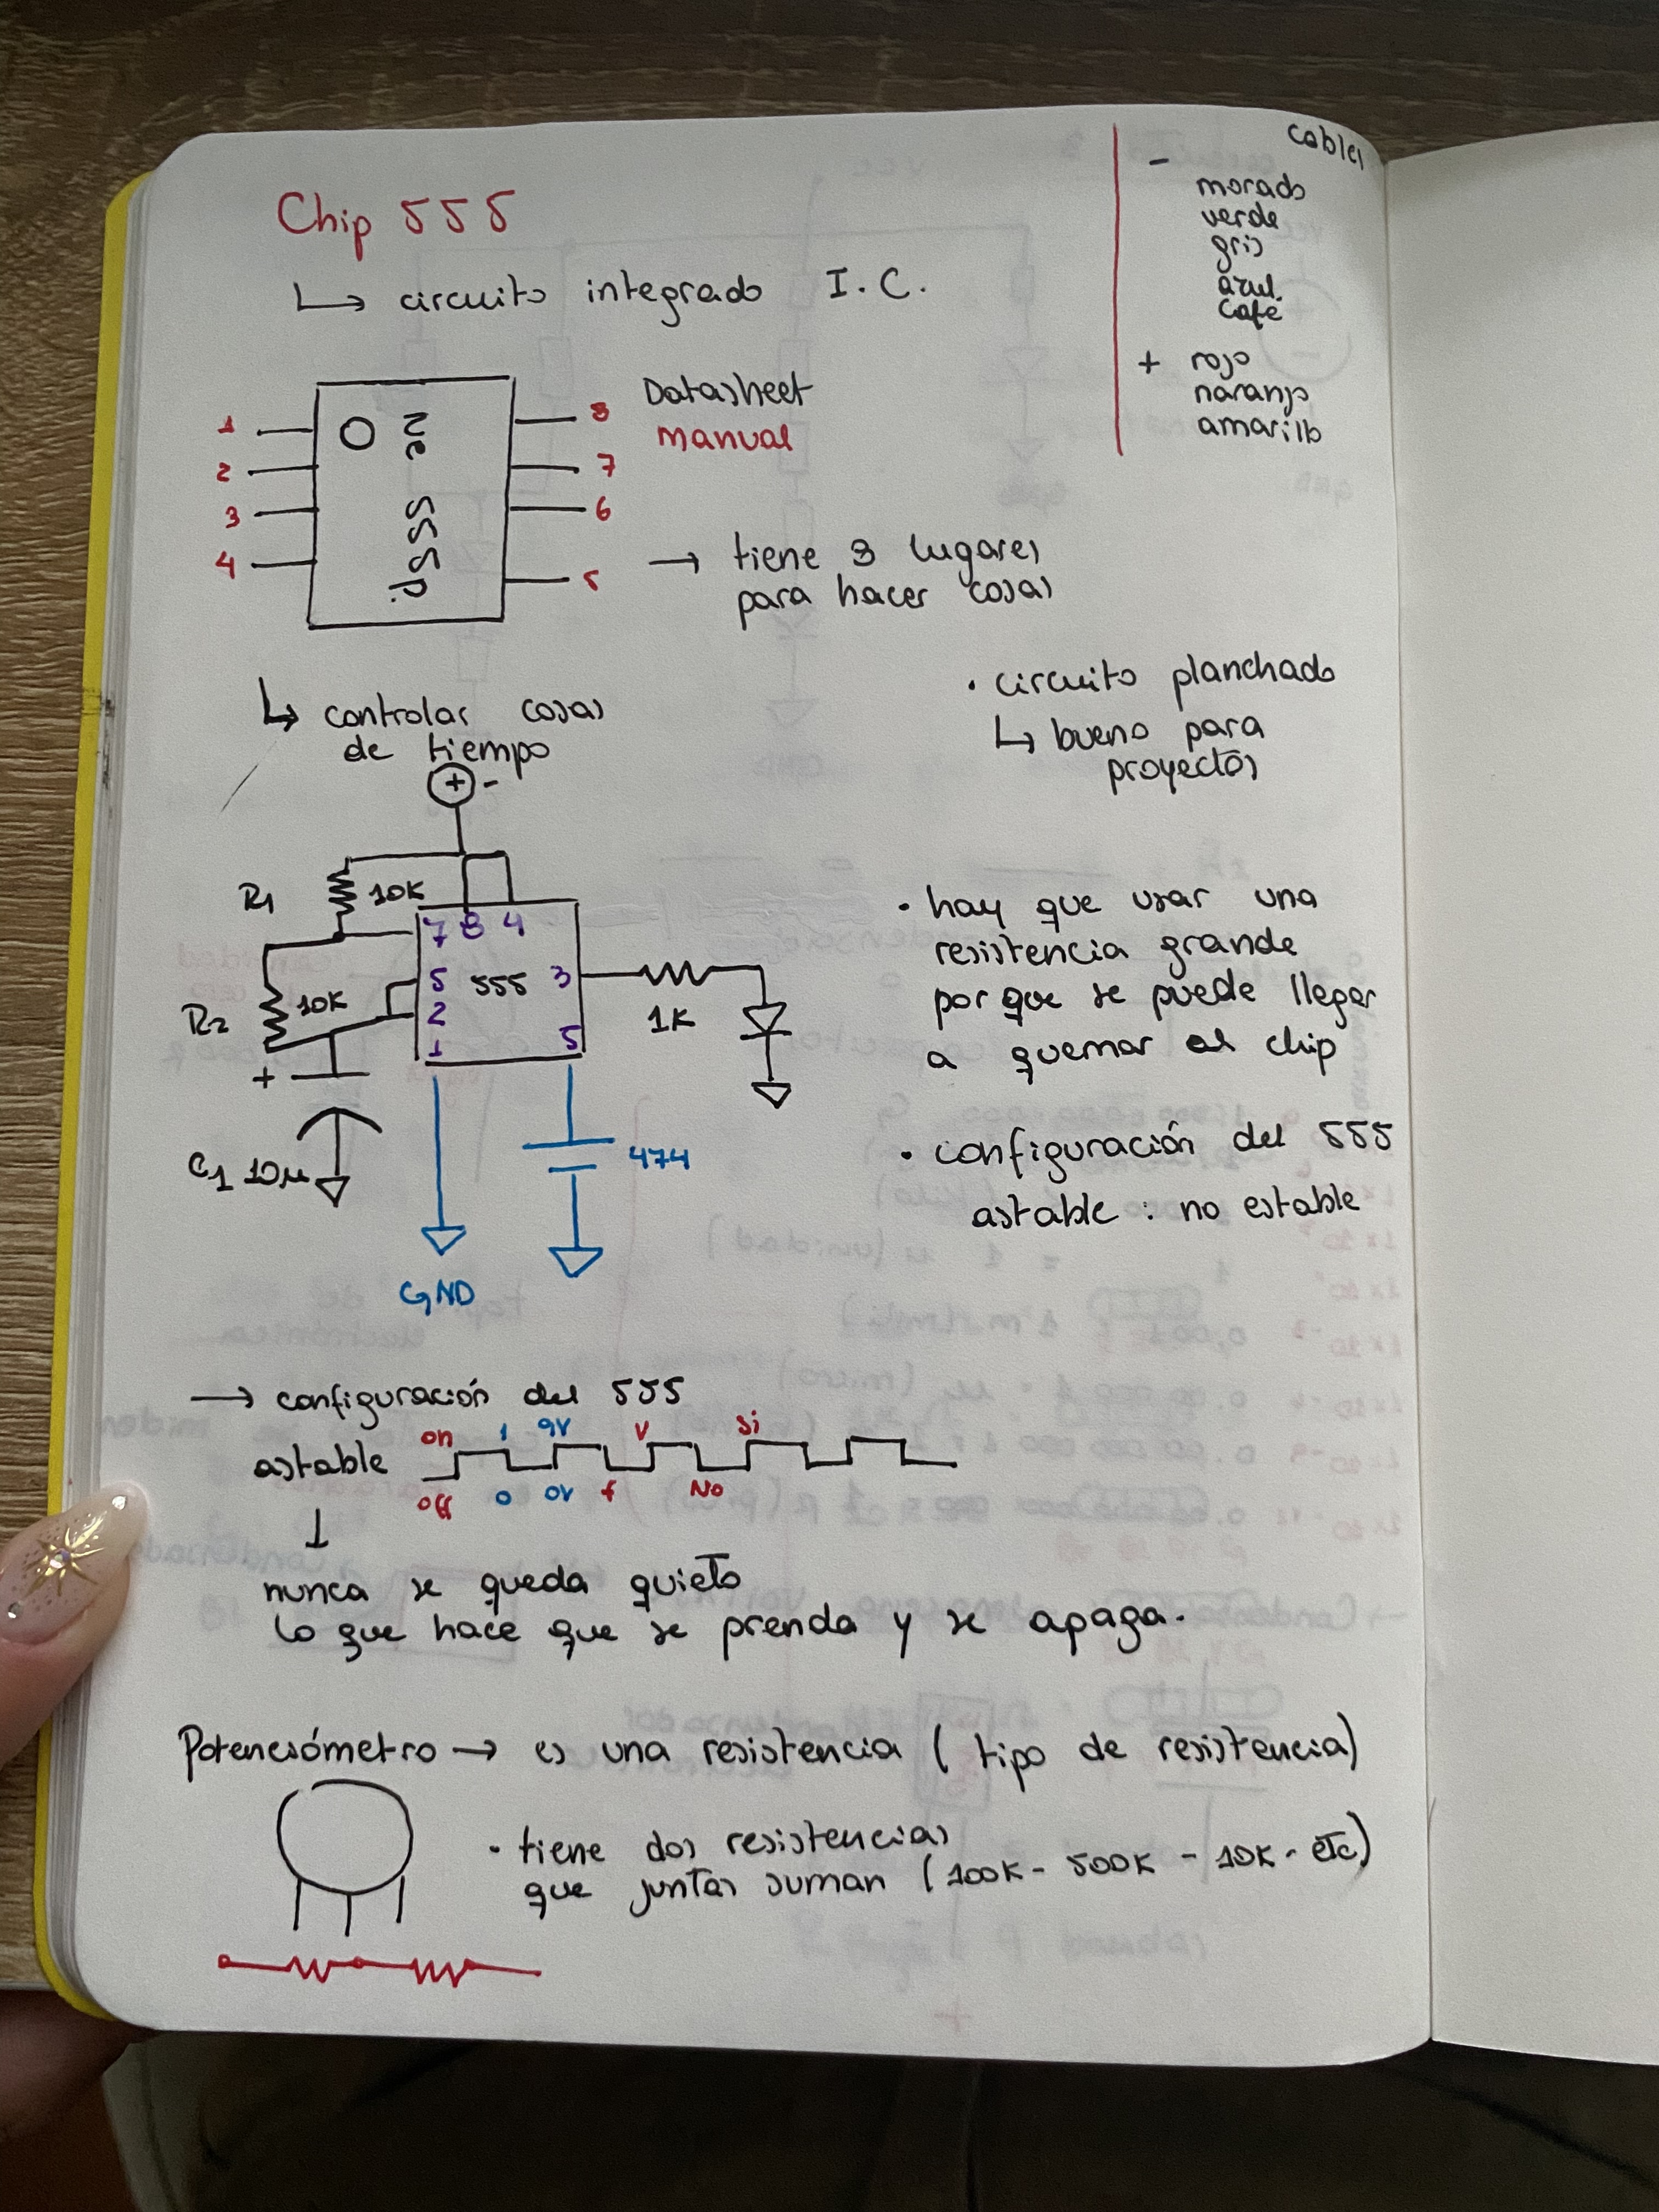 Chip 555
↳ circuito integrado I.C.
cables
-
morado
verde
gris
azul
café
+ rojo
naranjo
amarillo
1
2
3
4
8
7
6
5
555p
Datasheet
manual
→ tiene 8 lugares
para hacer cosas
↳ controlar cosas
de tiempo
• circuito planchado
↳ bueno para
proyectos
+ -
R1 10K
7 8 4
5 555 3
R2 10K
2
1 5
1K
+
C1 10µ
474
GND
• hay que usar una
resistencia grande
porque se puede llegar
a quemar el chip
• configuración del 555
astable : no estable
→ configuración del 555
on 1 9V V Si
astable
off 0 0V f No
↓
nunca se queda quieto
lo que hace que se prenda y se apaga.
Potenciómetro → es una resistencia (tipo de resistencia)
• tiene dos resistencias
que juntas suman (100K - 500K - 10K - etc)